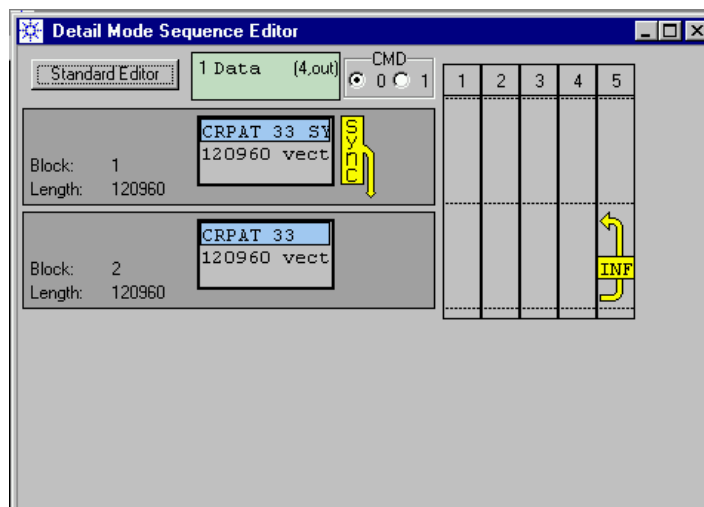 Detail Mode Sequence Editor
Standard Editor
1 Data (4,out)
CMD
0 1
1 2 3 4 5
CRPAT 33 SY
120960 vect
Sync
Block: 1
Length: 120960
CRPAT 33
120960 vect
INF
Block: 2
Length: 120960